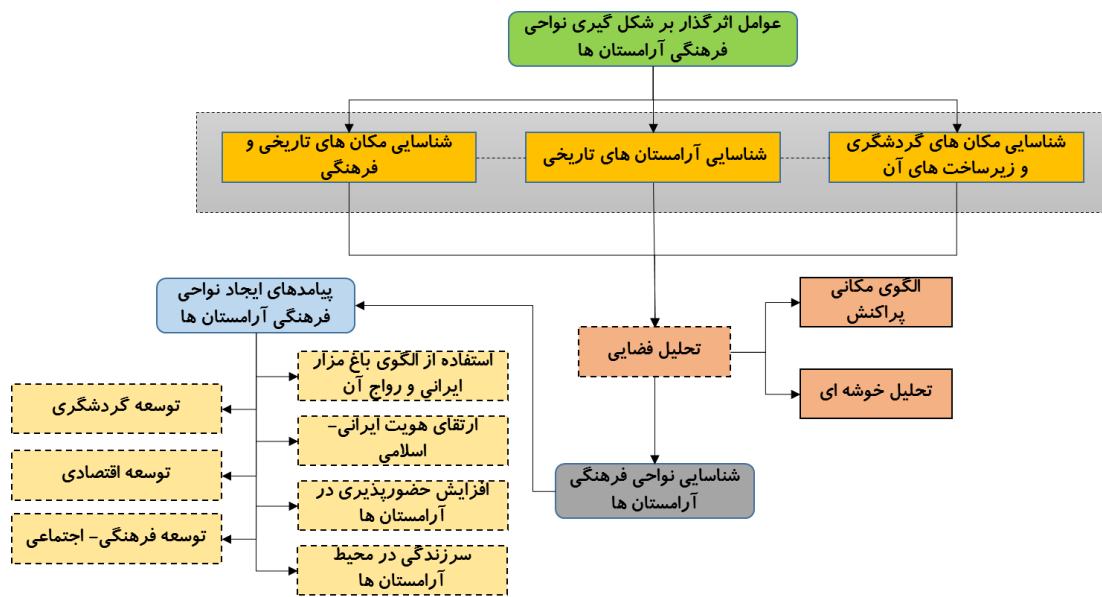 عوامل اثرگذار بر شکل گیری نواحی
فرهنگی آرامستان ها
شناسایی مکان های گردشگری
و زیرساخت های آن
شناسایی آرامستان های تاریخی
شناسایی مکان های تاریخی و
فرهنگی
الگوی مکانی
پراکنش
تحلیل فضایی
تحلیل خوشه ای
شناسایی نواحی فرهنگی
آرامستان ها
پیامدهای ایجاد نواحی
فرهنگی آرامستان ها
استفاده از الگوی باغ مزار
ایرانی و رواج آن
ارتقای هویت ایرانی-
اسلامی
افزایش حضورپذیری در
آرامستان ها
سرزندگی در محیط
آرامستان ها
توسعه گردشگری
توسعه اقتصادی
توسعه فرهنگی- اجتماعی